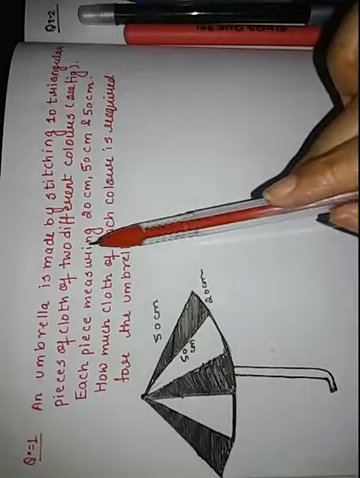 Q:-1 An umbrella is made by stitching 10 triangular
pieces of cloth of two different colours (see fig).
Each piece measuring 20 cm, 50 cm & 50 cm.
How much cloth of each colour is required
the umbrel
50 cm
50 cm
20 cm
Q:-2